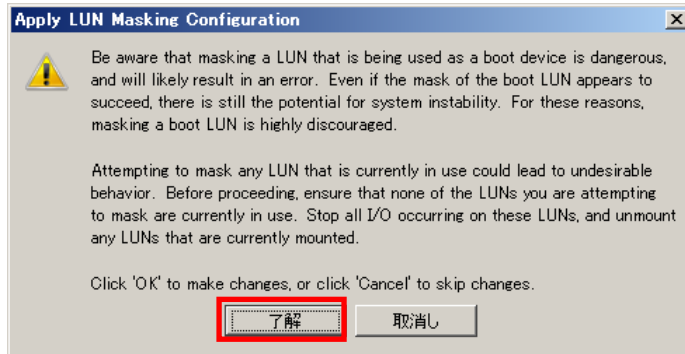 Apply LUN Masking Configuration
Be aware that masking a LUN that is being used as a boot device is dangerous,
and will likely result in an error. Even if the mask of the boot LUN appears to
succeed, there is still the potential for system instability. For these reasons,
masking a boot LUN is highly discouraged.
Attempting to mask any LUN that is currently in use could lead to undesirable
behavior. Before proceeding, ensure that none of the LUNs you are attempting
to mask are currently in use. Stop all I/O occurring on these LUNs, and unmount
any LUNs that are currently mounted.
Click 'OK' to make changes, or click 'Cancel' to skip changes.
了解 取消し